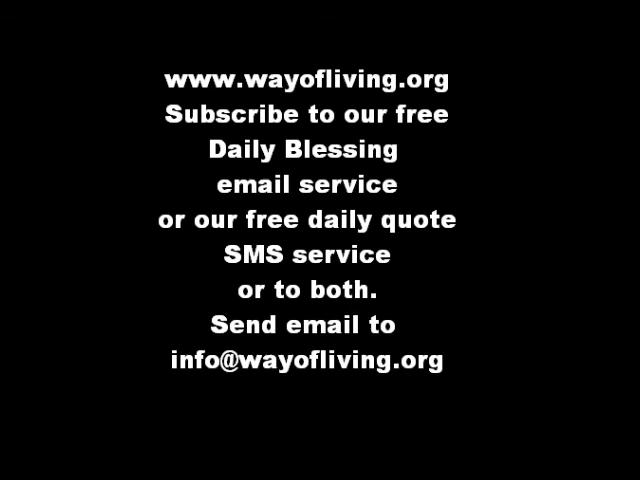 www.wayofliving.org
Subscribe to our free
Daily Blessing
email service
or our free daily quote
SMS service
or to both.
Send email to
info@wayofliving.org